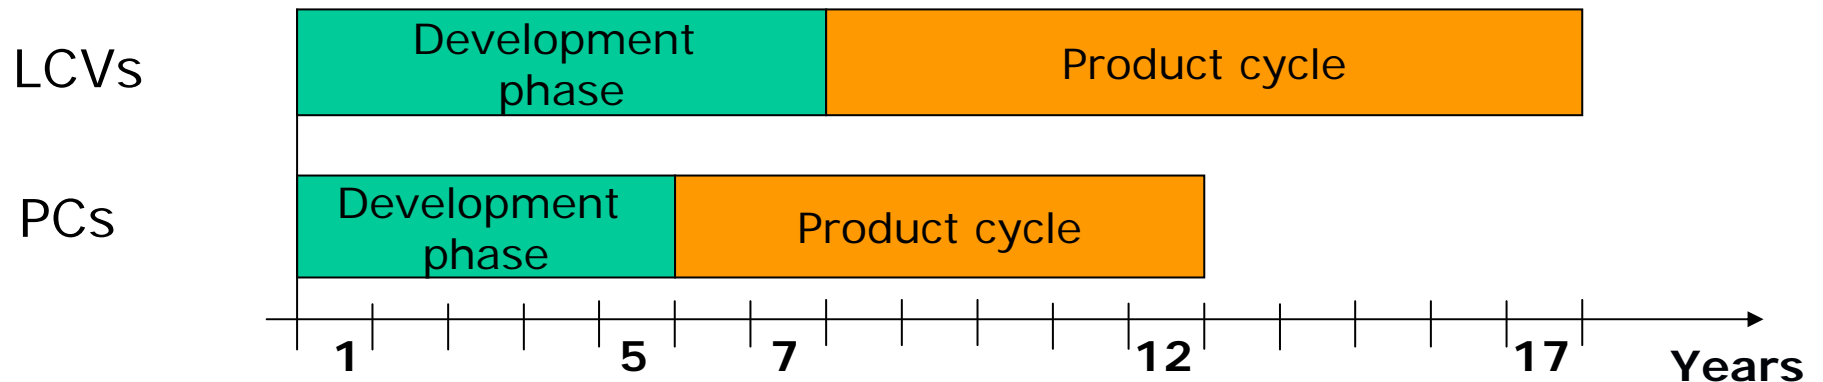 LCVs
Development
phase
Product cycle
PCs
Development
phase
Product cycle
1 5 7 12 17 Years